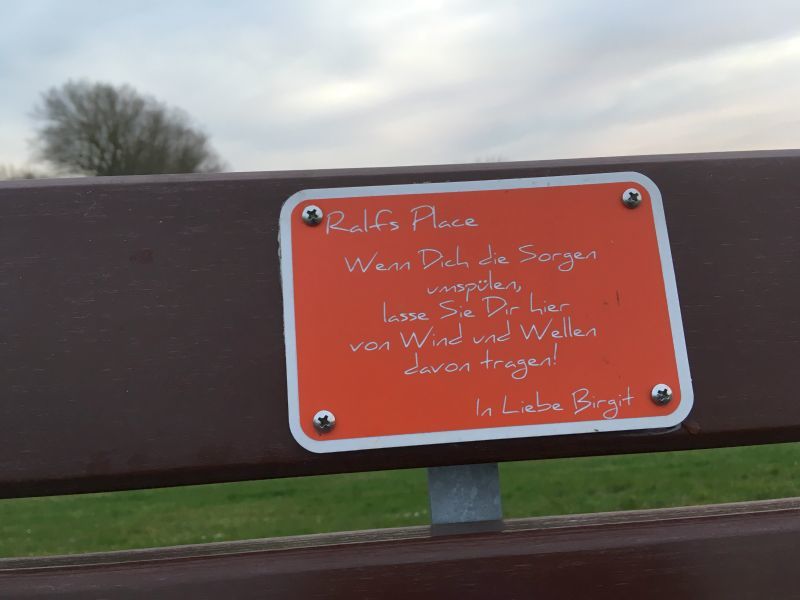 Ralfs Place
Wenn Dich die Sorgen
umspülen,
lasse Sie Dir hier
von Wind und Wellen
davon tragen!
In Liebe Birgit